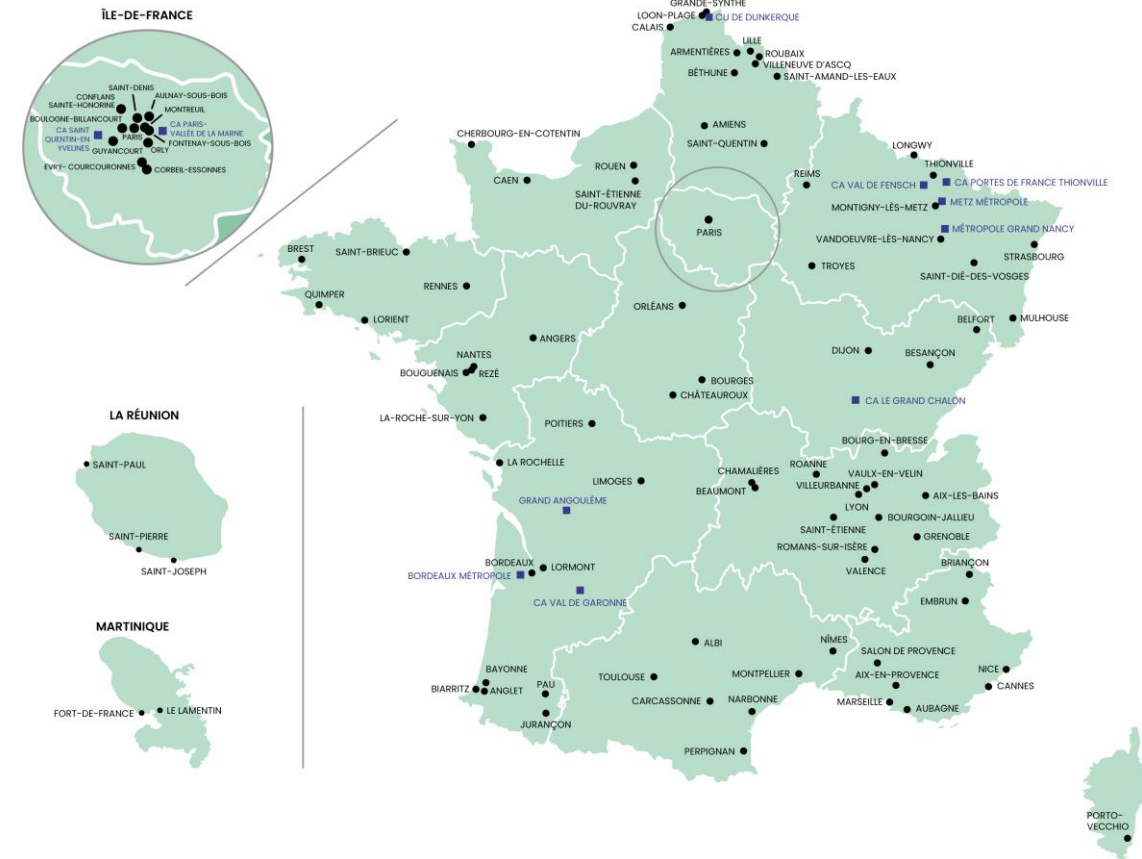 ÎLE-DE-FRANCE
SAINT-DENIS
AULNAY-SOUS-BOIS
CONFLANS
SAINTE-HONORINE
MONTREUIL
BOULOGNE-BILLANCOURT
CA PARIS-
VALLÉE DE LA MARNE
CA SAINT
QUENTIN-EN
YVELINES
PARIS
FONTENAY-SOUS-BOIS
GUYANCOURT
ORLY
EVRY- COURCOURONNES
CORBEIL-ESSONNES
GRANDE-SYNTHE
LOON-PLAGE
CU DE DUNKERQUE
CALAIS
LILLE
ARMENTIÈRES
ROUBAIX
VILLENEUVE D'ASCQ
BÉTHUNE
SAINT-AMAND-LES-EAUX
AMIENS
CHERBOURG-EN-COTENTIN
SAINT-QUENTIN
LONGWY
ROUEN
THIONVILLE
CAEN
REIMS
CA VAL DE FENSCH
CA PORTES DE FRANCE THIONVILLE
SAINT-ÉTIENNE
DU-ROUVRAY
MONTIGNY-LÈS-METZ
METZ MÉTROPOLE
PARIS
MÉTROPOLE GRAND NANCY
VANDOEUVRE-LÈS-NANCY
BREST
SAINT-BRIEUC
STRASBOURG
TROYES
SAINT-DIÉ-DES-VOSGES
RENNES
QUIMPER
ORLÉANS
LORIENT
BELFORT
MULHOUSE
ANGERS
DIJON
BESANÇON
NANTES
BOUGUENAIS
REZÉ
BOURGES
CHÂTEAUROUX
CA LE GRAND CHALON
LA-ROCHE-SUR-YON
POITIERS
BOURG-EN-BRESSE
LA ROCHELLE
CHAMALIÈRES
ROANNE
VAULX-EN-VELIN
LIMOGES
BEAUMONT
VILLEURBANNE
AIX-LES-BAINS
GRAND ANGOULÊME
LYON
SAINT-ÉTIENNE
BOURGOIN-JALLIEU
GRENOBLE
ROMANS-SUR-ISÈRE
BORDEAUX
LORMONT
VALENCE
BRIANÇON
BORDEAUX MÉTROPOLE
CA VAL DE GARONNE
EMBRUN
ALBI
NÎMES
SALON DE PROVENCE
BAYONNE
TOULOUSE
MONTPELLIER
AIX-EN-PROVENCE
NICE
BIARRITZ
ANGLET
PAU
CANNES
CARCASSONNE
NARBONNE
MARSEILLE
AUBAGNE
JURANÇON
PERPIGNAN
PORTO-
VECCHIO
LA RÉUNION
SAINT-PAUL
SAINT-PIERRE
SAINT-JOSEPH
MARTINIQUE
FORT-DE-FRANCE
LE LAMENTIN